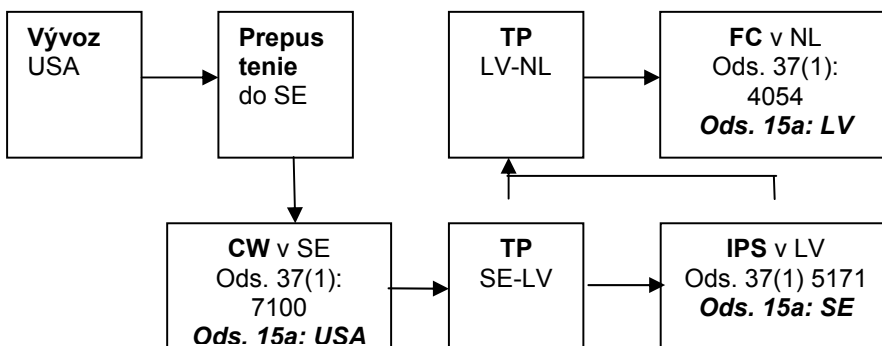 Vývoz
USA
Prepus
tenie
do SE
TP
LV-NL
FC v NL
Ods. 37(1):
4054
Ods. 15a: LV
CW v SE
Ods. 37(1):
7100
Ods. 15a: USA
TP
SE-LV
IPS v LV
Ods. 37(1) 5171
Ods. 15a: SE